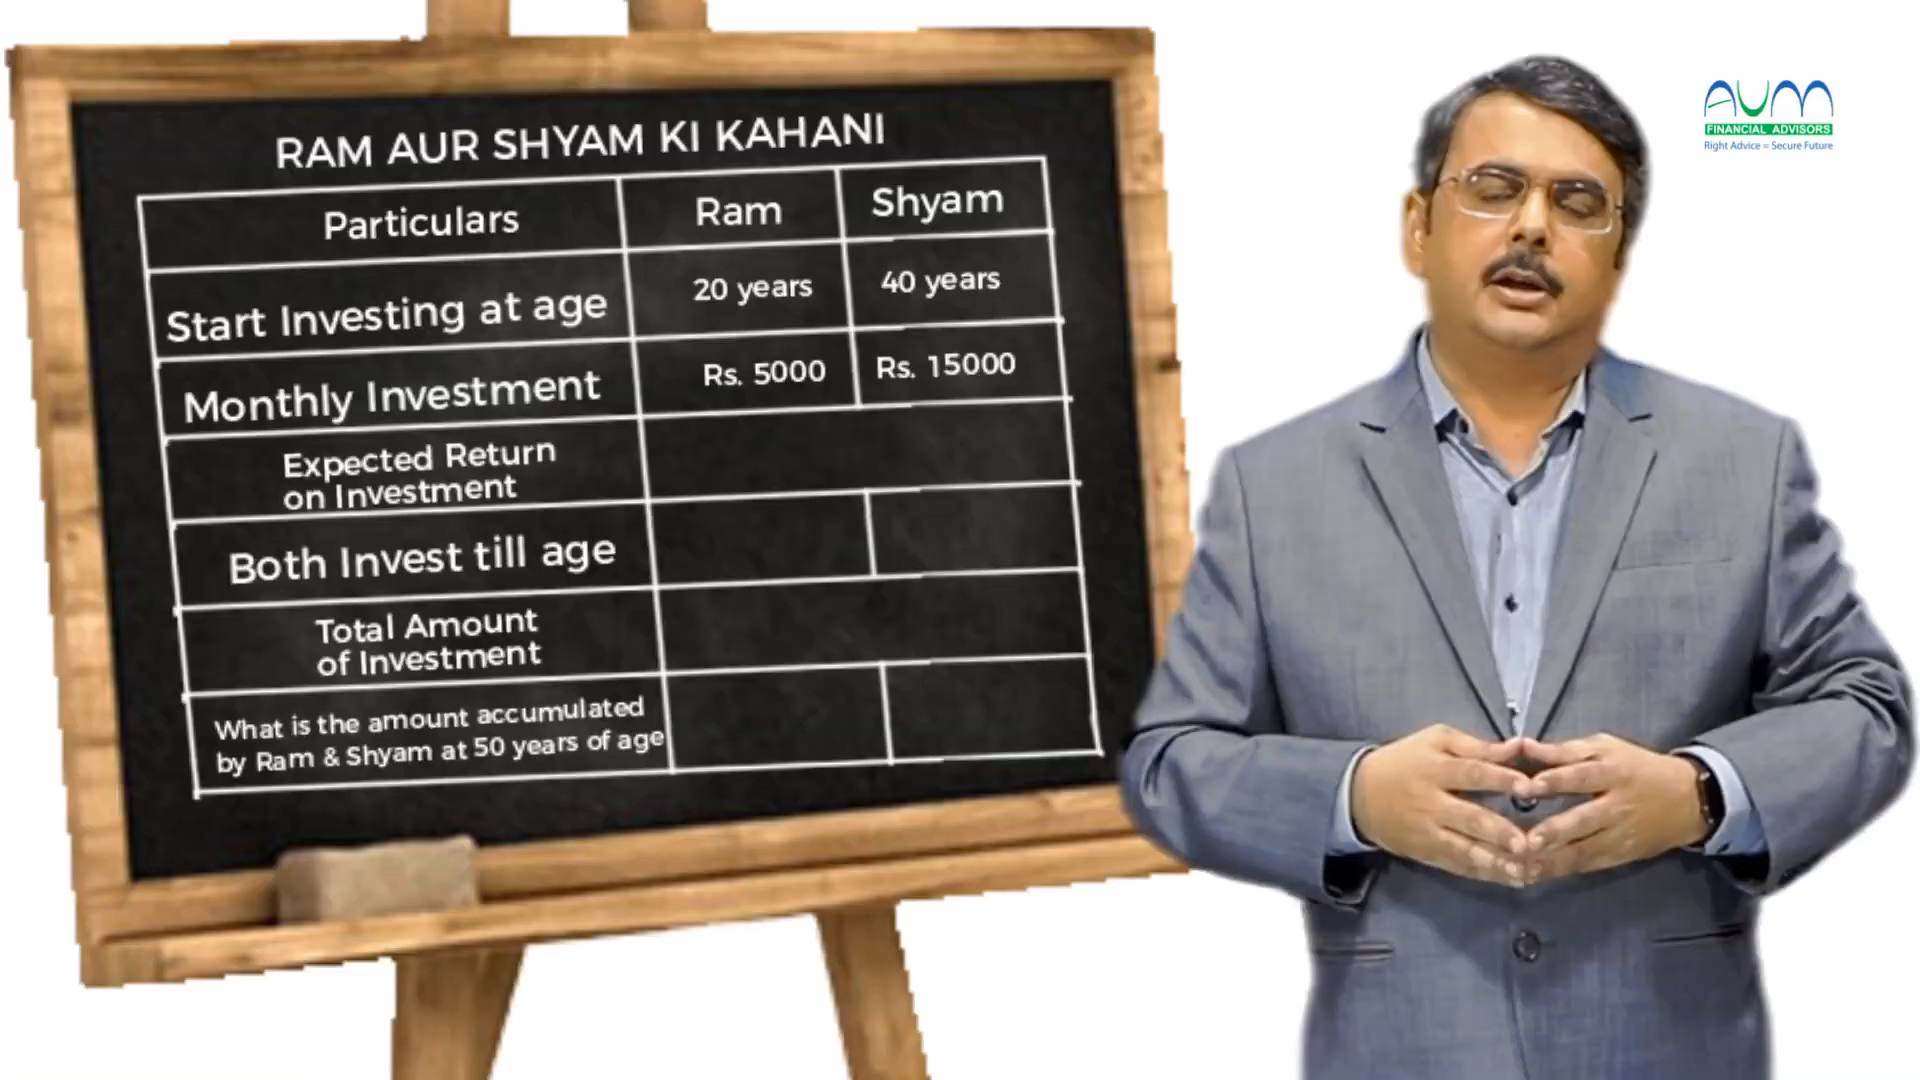 RAM AUR SHYAM KI KAHANI
Particulars
Ram
Shyam
Start Investing at age
20 years
40 years
Monthly Investment
Rs. 5000
Rs. 15000
Expected Return
on Investment
Both Invest till age
Total Amount
of Investment
What is the amount accumulated
by Ram & Shyam at 50 years of age
AUM
FINANCIAL ADVISORS
Right Advice = Secure Future